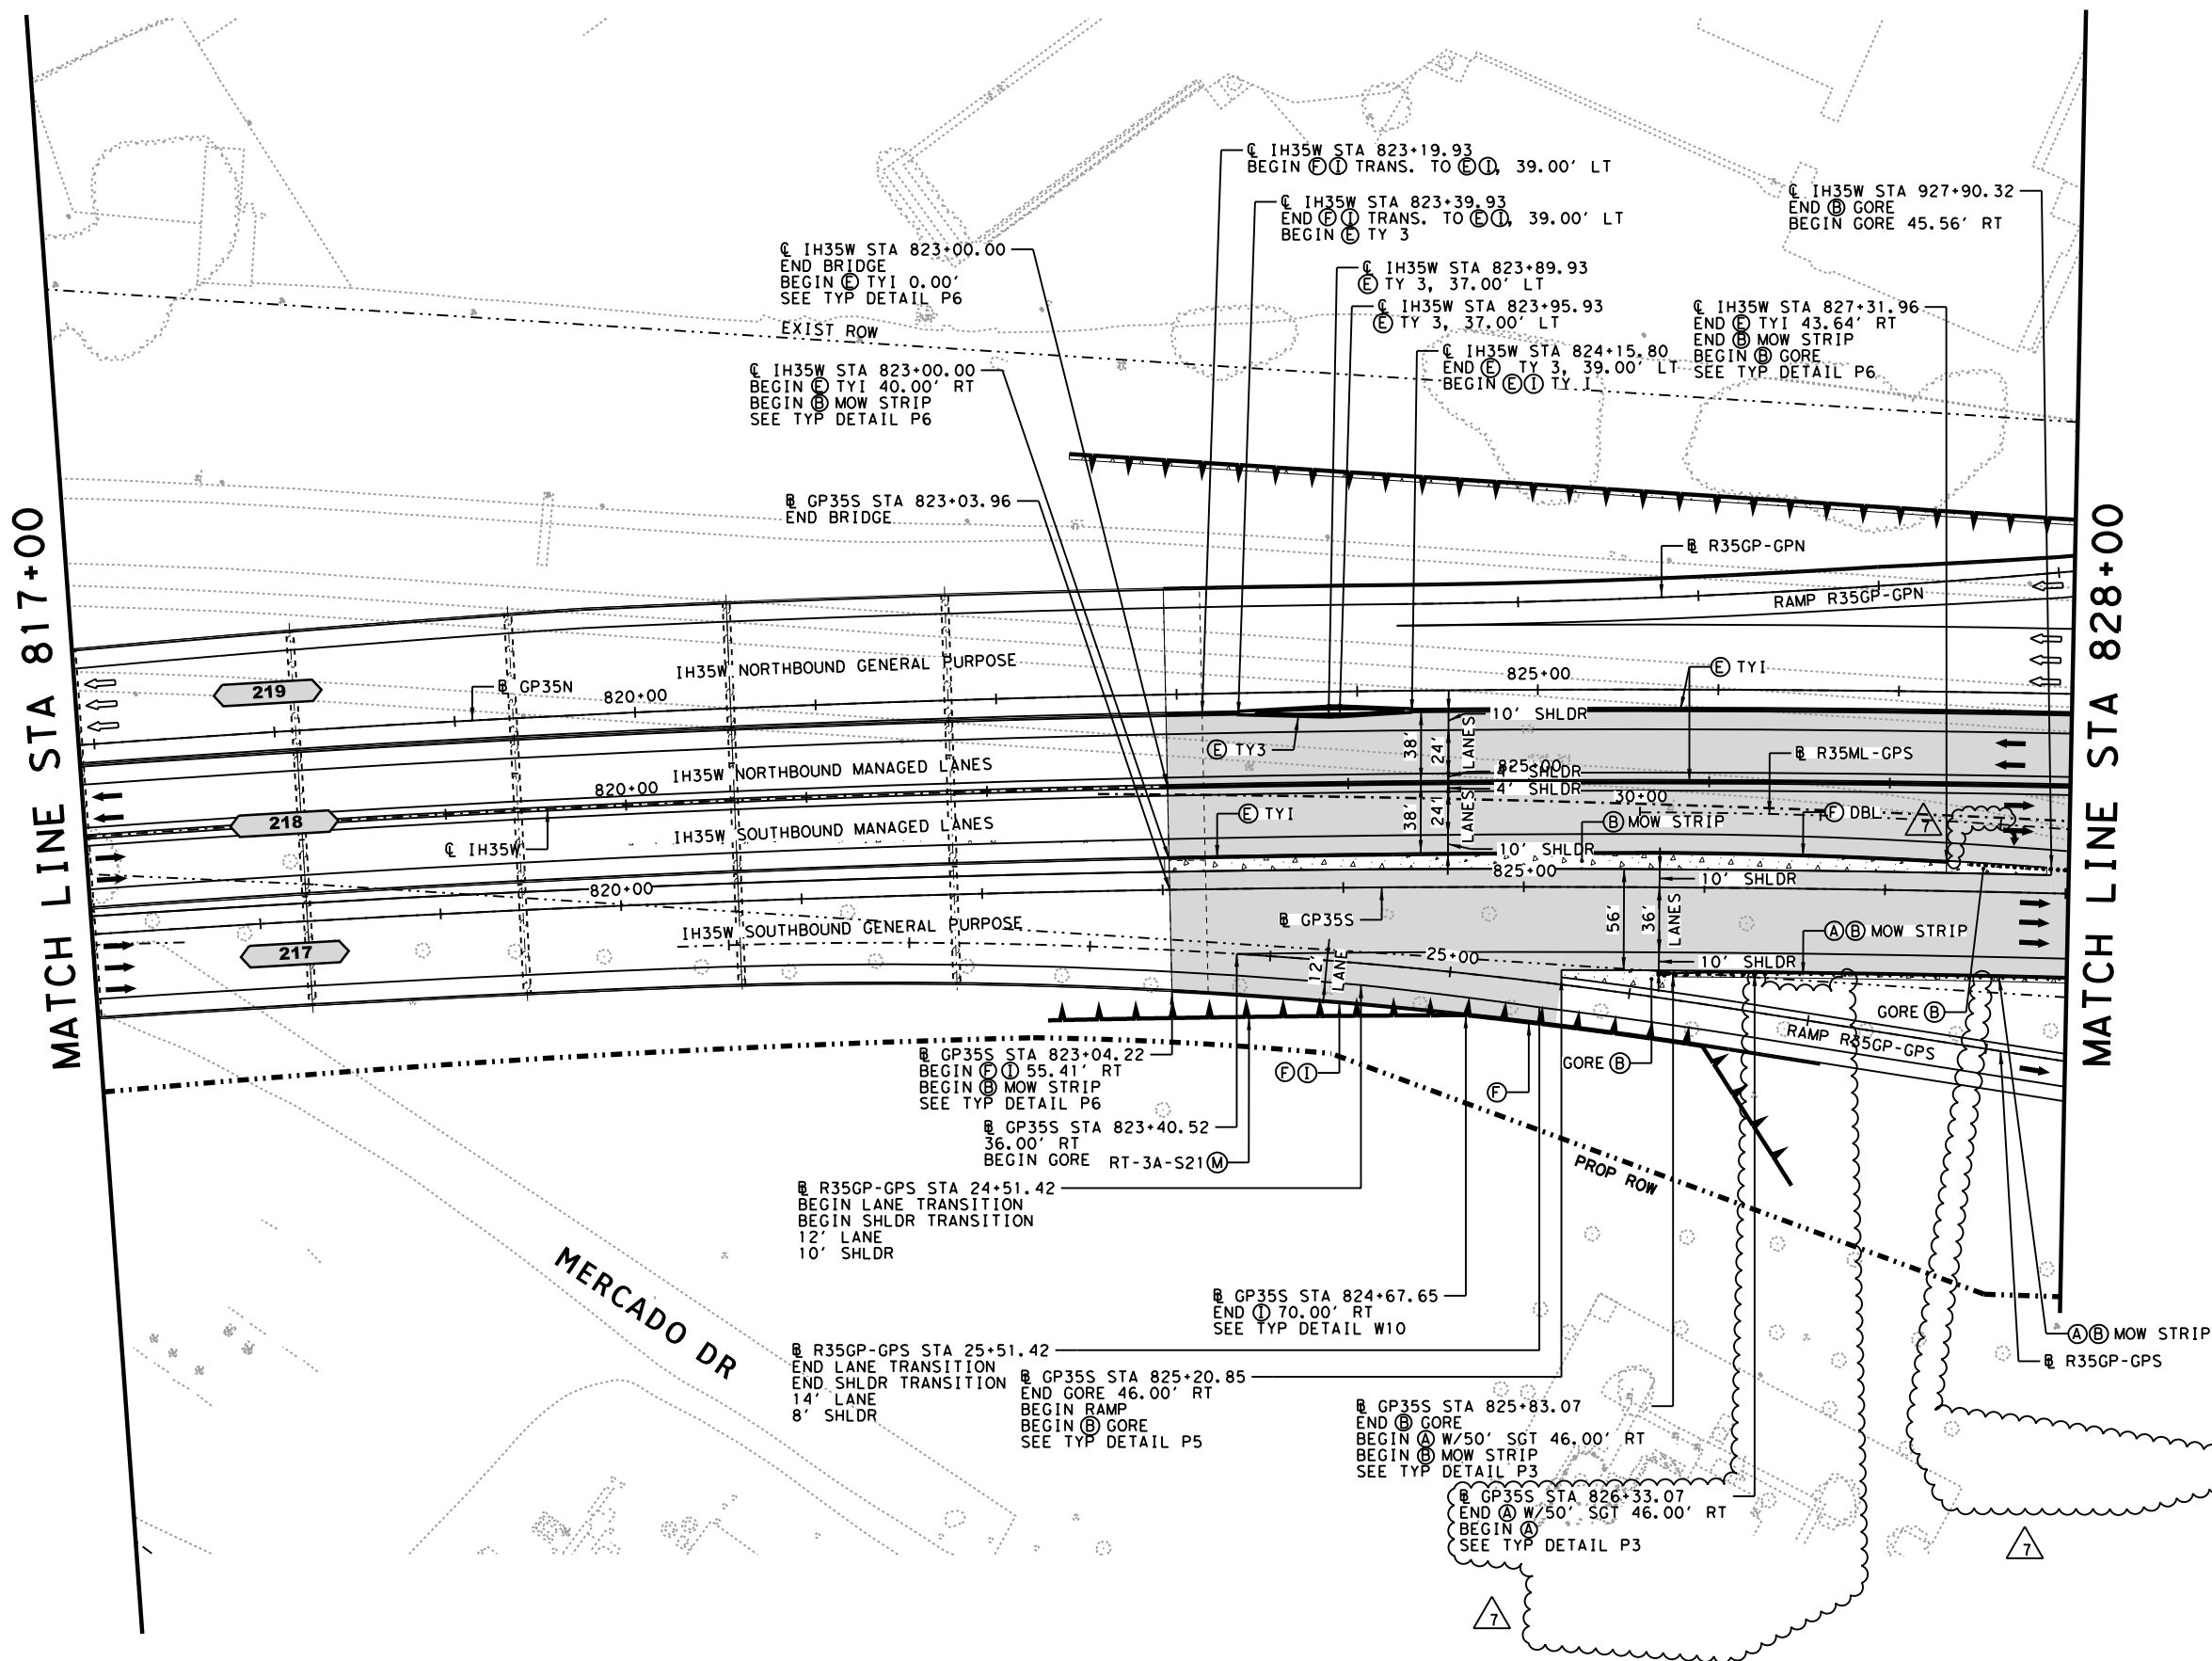 ℄ IH35W STA 823+19.93
BEGIN Ⓕ Ⓘ TRANS. TO Ⓔ Ⓘ, 39.00' LT
℄ IH35W STA 823+39.93
END Ⓕ Ⓘ TRANS. TO Ⓔ Ⓘ, 39.00' LT
BEGIN Ⓔ TY 3
℄ IH35W STA 927+90.32
END Ⓑ GORE
BEGIN GORE 45.56' RT
℄ IH35W STA 823+00.00
END BRIDGE
BEGIN Ⓔ TYI 0.00'
SEE TYP DETAIL P6
℄ IH35W STA 823+89.93
Ⓔ TY 3, 37.00' LT
℄ IH35W STA 823+95.93
Ⓔ TY 3, 37.00' LT
℄ IH35W STA 827+31.96
END Ⓔ TYI 43.64' RT
END Ⓑ MOW STRIP
BEGIN Ⓑ GORE
SEE TYP DETAIL P6
EXIST ROW
℄ IH35W STA 824+15.80
END Ⓔ TY 3, 39.00' LT
BEGIN Ⓔ Ⓘ TY I
℄ IH35W STA 823+00.00
BEGIN Ⓔ TYI 40.00' RT
BEGIN Ⓑ MOW STRIP
SEE TYP DETAIL P6
BL GP35S STA 823+03.96
END BRIDGE
MATCH LINE STA 817+00
MATCH LINE STA 828+00
BL R35GP-GPN
RAMP R35GP-GPN
IH35W NORTHBOUND GENERAL PURPOSE
219
BL GP35N
820+00
825+00
Ⓔ TYI
10' SHLDR
Ⓔ TY3
38'
24'
LANES
BL R35ML-GPS
IH35W NORTHBOUND MANAGED LANES
820+00
825+00
4' SHLDR
4' SHLDR
30+00
218
Ⓔ TYI
38'
24'
LANES
Ⓑ MOW STRIP
Ⓕ DBL
7
IH35W SOUTHBOUND MANAGED LANES
℄ IH35W
10' SHLDR
820+00
825+00
10' SHLDR
BL GP35S
56'
36'
LANES
IH35W SOUTHBOUND GENERAL PURPOSE
217
Ⓐ Ⓑ MOW STRIP
12'
LANE
25+00
10' SHLDR
GORE Ⓑ
RAMP R35GP-GPS
BL GP35S STA 823+04.22
BEGIN Ⓕ Ⓘ 55.41' RT
BEGIN Ⓑ MOW STRIP
SEE TYP DETAIL P6
Ⓕ Ⓘ
GORE Ⓑ
Ⓕ
BL GP35S STA 823+40.52
36.00' RT
BEGIN GORE
RT-3A-S21 Ⓜ
PROP ROW
BL R35GP-GPS STA 24+51.42
BEGIN LANE TRANSITION
BEGIN SHLDR TRANSITION
12' LANE
10' SHLDR
MERCADO DR
BL GP35S STA 824+67.65
END Ⓘ 70.00' RT
SEE TYP DETAIL W10
Ⓐ Ⓑ MOW STRIP
BL R35GP-GPS
BL R35GP-GPS STA 25+51.42
END LANE TRANSITION
END SHLDR TRANSITION
14' LANE
8' SHLDR
BL GP35S STA 825+20.85
END GORE 46.00' RT
BEGIN RAMP
BEGIN Ⓑ GORE
SEE TYP DETAIL P5
BL GP35S STA 825+83.07
END Ⓑ GORE
BEGIN Ⓐ W/50' SGT 46.00' RT
BEGIN Ⓑ MOW STRIP
SEE TYP DETAIL P3
BL GP35S STA 826+33.07
END Ⓐ W/50' SGT 46.00' RT
BEGIN Ⓐ
SEE TYP DETAIL P3
7
7